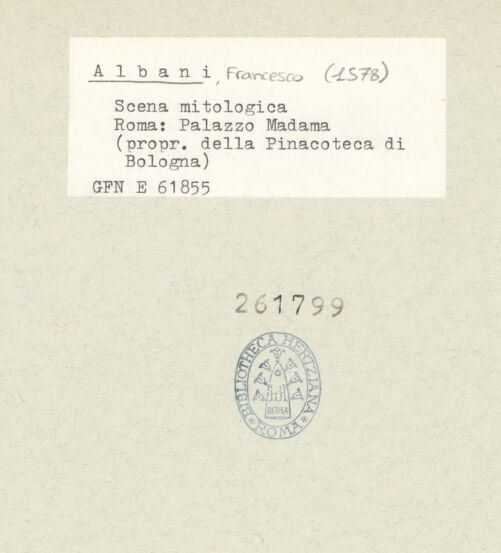 A l b a n i, Francesco (1578)
Scena mitologica
Roma: Palazzo Madama
(propr. della Pinacoteca di
Bologna)
GFN E 61855
261799
BIBLIOTHECA HERTZIANA
ROMA
* ROMA *